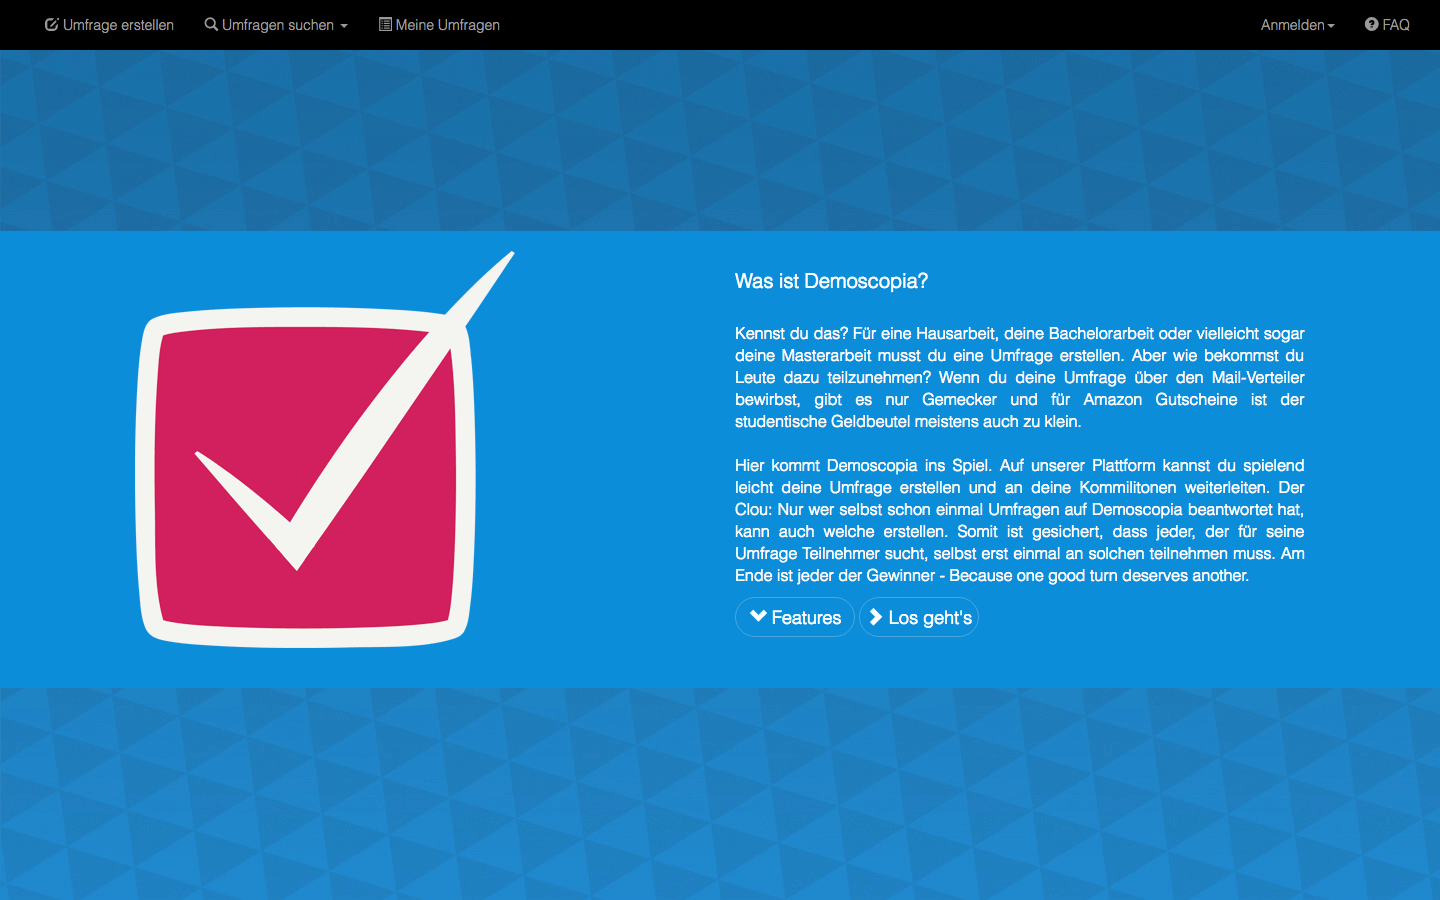 Umfrage erstellen Umfragen suchen Meine Umfragen Anmelden FAQ
Was ist Demoscopia?
Kennst du das? Für eine Hausarbeit, deine Bachelorarbeit oder vielleicht sogar
deine Masterarbeit musst du eine Umfrage erstellen. Aber wie bekommst du
Leute dazu teilzunehmen? Wenn du deine Umfrage über den Mail-Verteiler
bewirbst, gibt es nur Gemecker und für Amazon Gutscheine ist der
studentische Geldbeutel meistens auch zu klein.
Hier kommt Demoscopia ins Spiel. Auf unserer Plattform kannst du spielend
leicht deine Umfrage erstellen und an deine Kommilitonen weiterleiten. Der
Clou: Nur wer selbst schon einmal Umfragen auf Demoscopia beantwortet hat,
kann auch welche erstellen. Somit ist gesichert, dass jeder, der für seine
Umfrage Teilnehmer sucht, selbst erst einmal an solchen teilnehmen muss. Am
Ende ist jeder der Gewinner - Because one good turn deserves another.
Features Los geht's